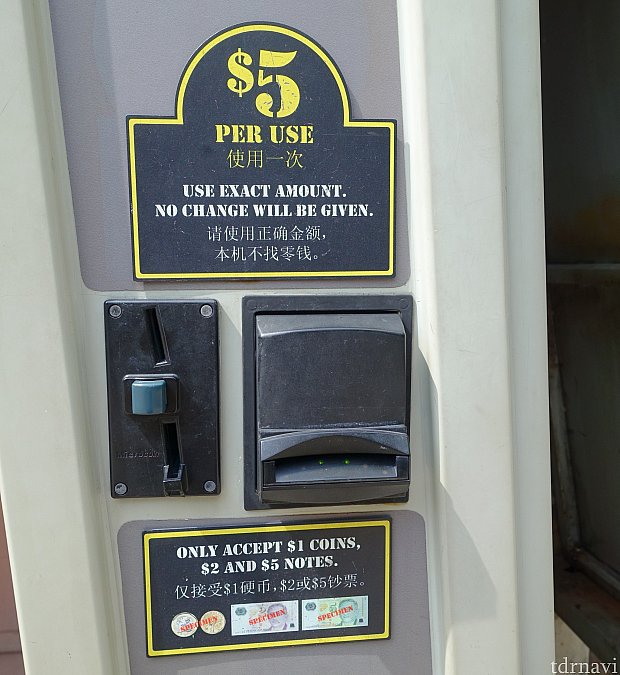 $5
PER USE
使用一次
USE EXACT AMOUNT.
NO CHANGE WILL BE GIVEN.
请使用正确金额，
本机不找零钱。
microcoin
ONLY ACCEPT $1 COINS,
$2 AND $5 NOTES.
仅接受$1硬币，$2或$5钞票。
SPECIMEN SPECIMEN SPECIMEN
tdrnavi